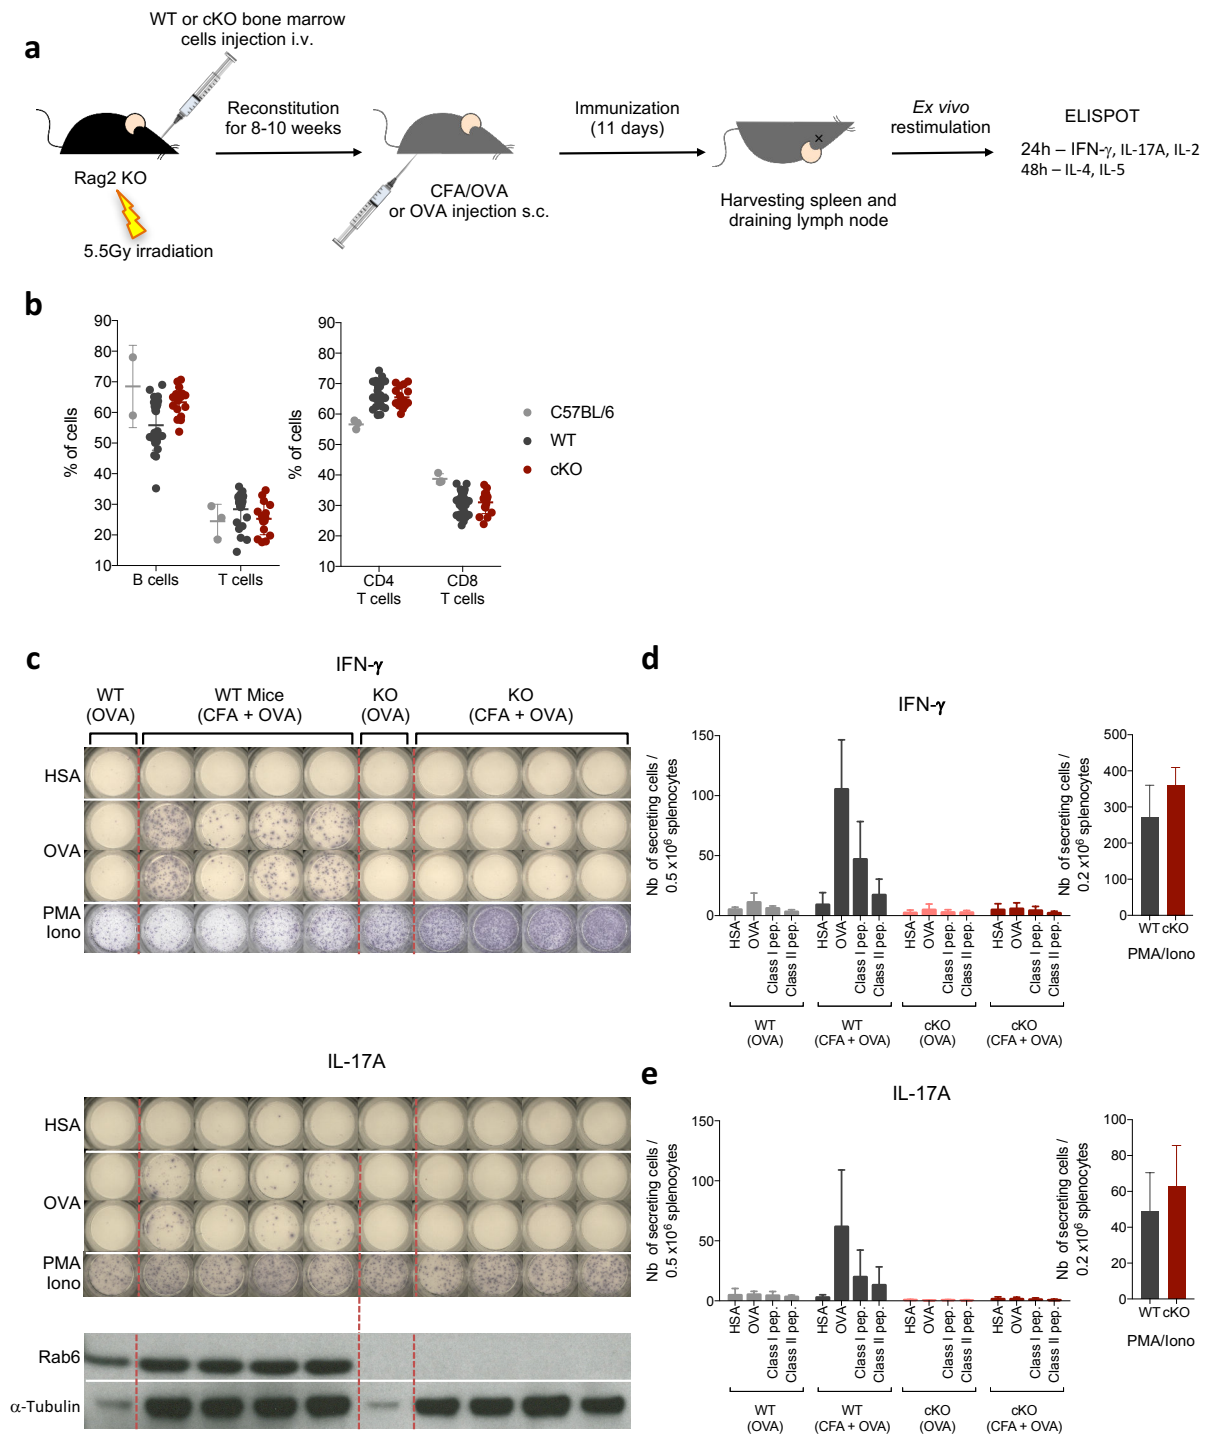 a
WT or cKO bone marrow
cells injection i.v.
Rag2 KO
5.5Gy irradiation
Reconstitution
for 8-10 weeks
CFA/OVA
or OVA injection s.c.
Immunization
(11 days)
Harvesting spleen and
draining lymph node
Ex vivo
restimulation
ELISPOT
24h – IFN-γ, IL-17A, IL-2
48h – IL-4, IL-5
b
% of cells
90
80
70
60
50
40
30
20
10
B cells
T cells
% of cells
90
80
70
60
50
40
30
20
10
CD4
T cells
CD8
T cells
C57BL/6
WT
cKO
c
IFN-γ
WT
(OVA)
WT Mice
(CFA + OVA)
KO
(OVA)
KO
(CFA + OVA)
HSA
OVA
PMA
Iono
IL-17A
HSA
OVA
PMA
Iono
Rab6
α-Tubulin
d
IFN-γ
Nb of secreting cells /
0.5 x10⁶ splenocytes
150
100
50
0
HSA
OVA
Class I pep.
Class II pep.
HSA
OVA
Class I pep.
Class II pep.
HSA
OVA
Class I pep.
Class II pep.
HSA
OVA
Class I pep.
Class II pep.
WT
(OVA)
WT
(CFA + OVA)
cKO
(OVA)
cKO
(CFA + OVA)
Nb of secreting cells /
0.2 x10⁶ splenocytes
500
400
300
200
100
0
WT cKO
PMA/Iono
e
IL-17A
Nb of secreting cells /
0.5 x10⁶ splenocytes
150
100
50
0
HSA
OVA
Class I pep.
Class II pep.
HSA
OVA
Class I pep.
Class II pep.
HSA
OVA
Class I pep.
Class II pep.
HSA
OVA
Class I pep.
Class II pep.
WT
(OVA)
WT
(CFA + OVA)
cKO
(OVA)
cKO
(CFA + OVA)
Nb of secreting cells /
0.2 x10⁶ splenocytes
80
60
40
20
0
WT cKO
PMA/Iono